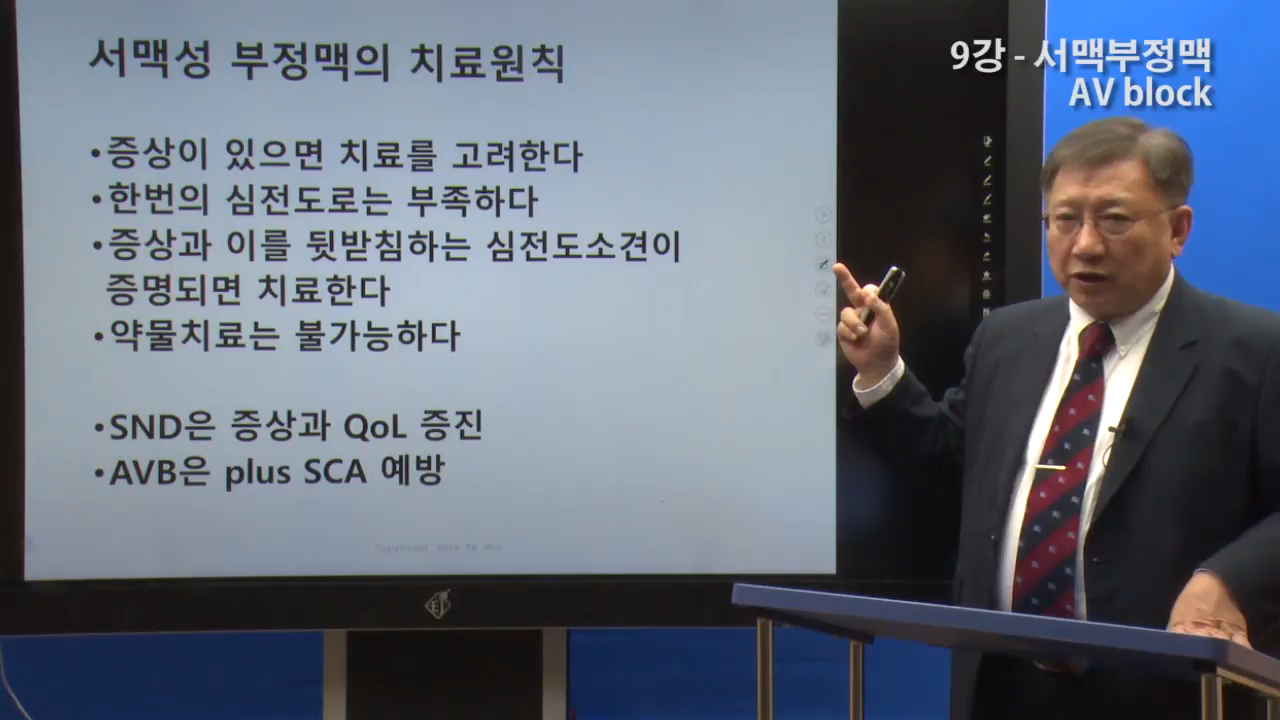 서맥성 부정맥의 치료원칙
•증상이 있으면 치료를 고려한다
•한번의 심전도로는 부족하다
•증상과 이를 뒷받침하는 심전도소견이
증명되면 치료한다
•약물치료는 불가능하다
•SND은 증상과 QoL 증진
•AVB은 plus SCA 예방
9강 - 서맥부정맥
AV block